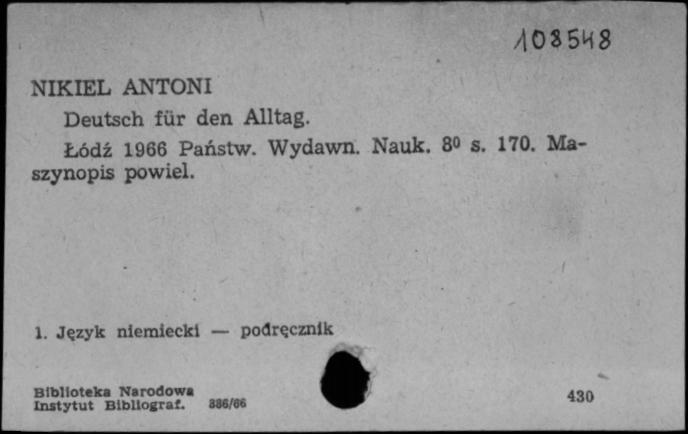 108548
NIKIEL ANTONI
Deutsch für den Alltag.
Łódź 1966 Państw. Wydawn. Nauk. 8⁰ s. 170. Ma-
szynopis powiel.
1. Język niemiecki — podręcznik
Biblioteka Narodowa
Instytut Bibliograf. 336/66
430